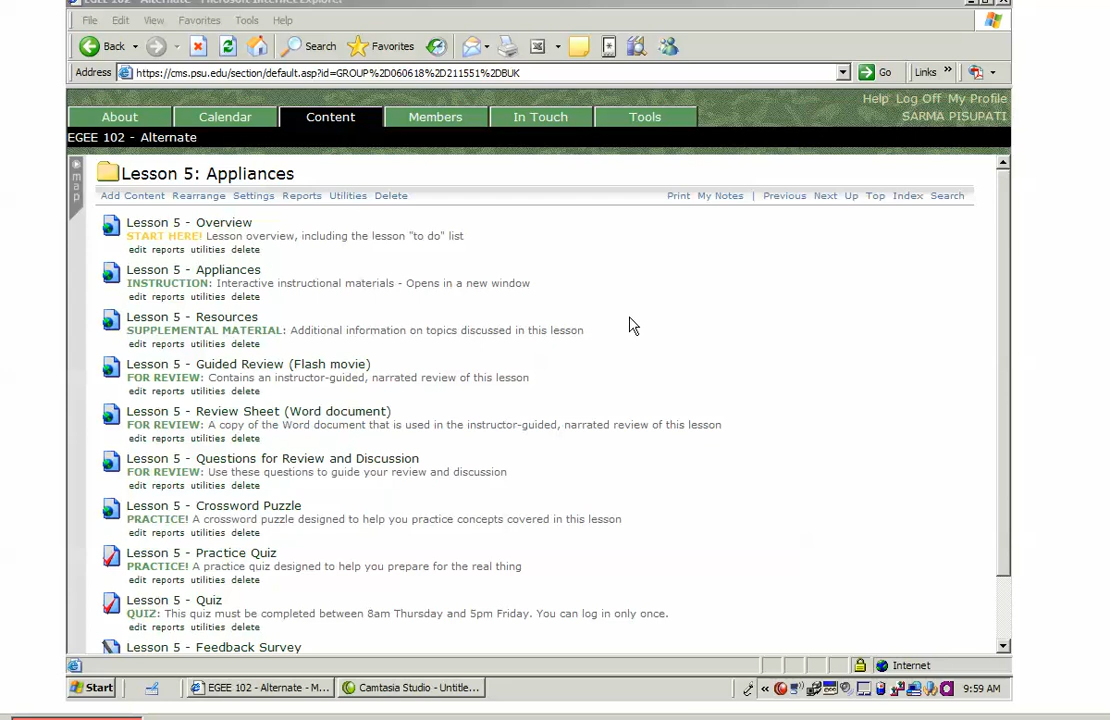 EGEE 102 - Alternate - Microsoft Internet Explorer
File Edit View Favorites Tools Help
Back Search Favorites
Address https://cms.psu.edu/section/default.asp?id=GROUP%2D060618%2D211551%2DBUK Go Links »
Help Log Off My Profile
SARMA PISUPATI
About Calendar Content Members In Touch Tools
EGEE 102 - Alternate
map
Lesson 5: Appliances
Add Content Rearrange Settings Reports Utilities Delete Print My Notes | Previous Next Up Top Index Search
Lesson 5 - Overview
START HERE! Lesson overview, including the lesson "to do" list
edit reports utilities delete
Lesson 5 - Appliances
INSTRUCTION: Interactive instructional materials - Opens in a new window
edit reports utilities delete
Lesson 5 - Resources
SUPPLEMENTAL MATERIAL: Additional information on topics discussed in this lesson
edit reports utilities delete
Lesson 5 - Guided Review (Flash movie)
FOR REVIEW: Contains an instructor-guided, narrated review of this lesson
edit reports utilities delete
Lesson 5 - Review Sheet (Word document)
FOR REVIEW: A copy of the Word document that is used in the instructor-guided, narrated review of this lesson
edit reports utilities delete
Lesson 5 - Questions for Review and Discussion
FOR REVIEW: Use these questions to guide your review and discussion
edit reports utilities delete
Lesson 5 - Crossword Puzzle
PRACTICE! A crossword puzzle designed to help you practice concepts covered in this lesson
edit reports utilities delete
Lesson 5 - Practice Quiz
PRACTICE! A practice quiz designed to help you prepare for the real thing
edit reports utilities delete
Lesson 5 - Quiz
QUIZ: This quiz must be completed between 8am Thursday and 5pm Friday. You can log in only once.
edit reports utilities delete
Lesson 5 - Feedback Survey
Internet
Start EGEE 102 - Alternate - M... Camtasia Studio - Untitle... « 9:59 AM